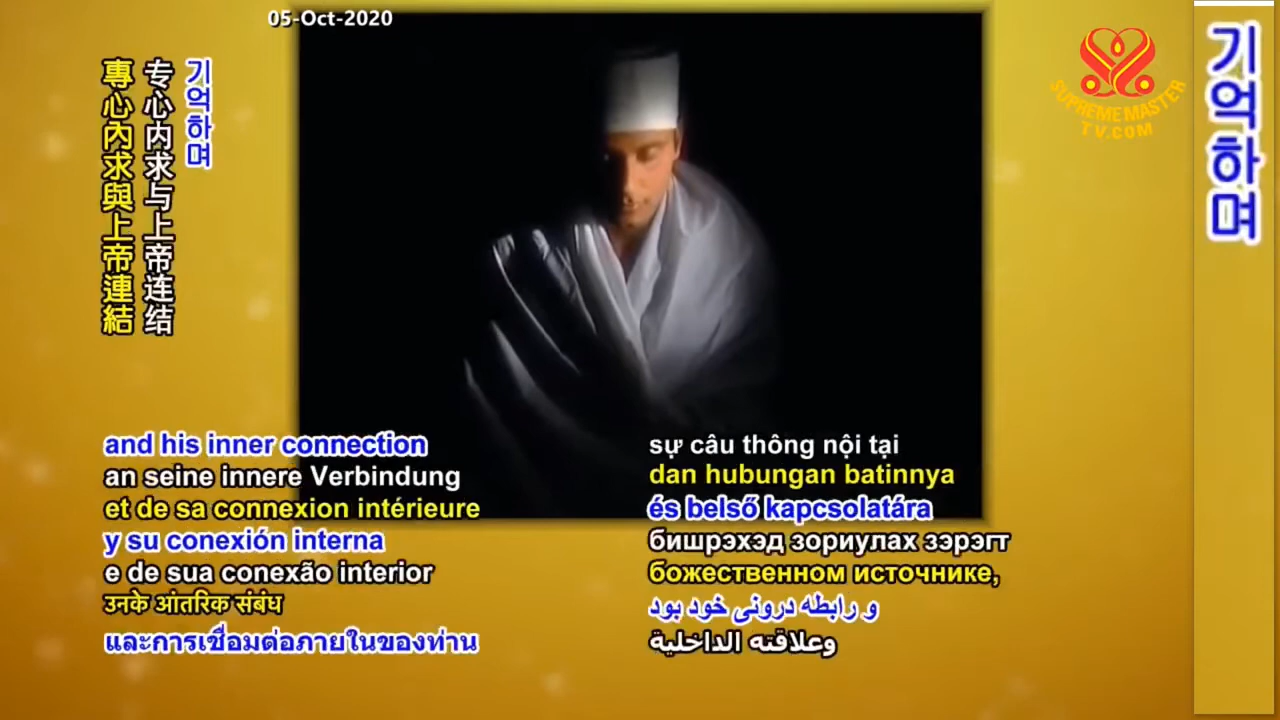 05-Oct-2020
SUPREME MASTER
TV.COM
기억하며
专心内求与上帝连结
專心內求與上帝連結
기억하며
and his inner connection
an seine innere Verbindung
et de sa connexion intérieure
y su conexión interna
e de sua conexão interior
उनके आंतरिक संबंध
และการเชื่อมต่อภายในของท่าน
sự câu thông nội tại
dan hubungan batinnya
és belső kapcsolatára
бишрэхэд зориулах зэрэгт
божественном источнике,
و رابطه درونی خود بود
وعلاقته الداخلية